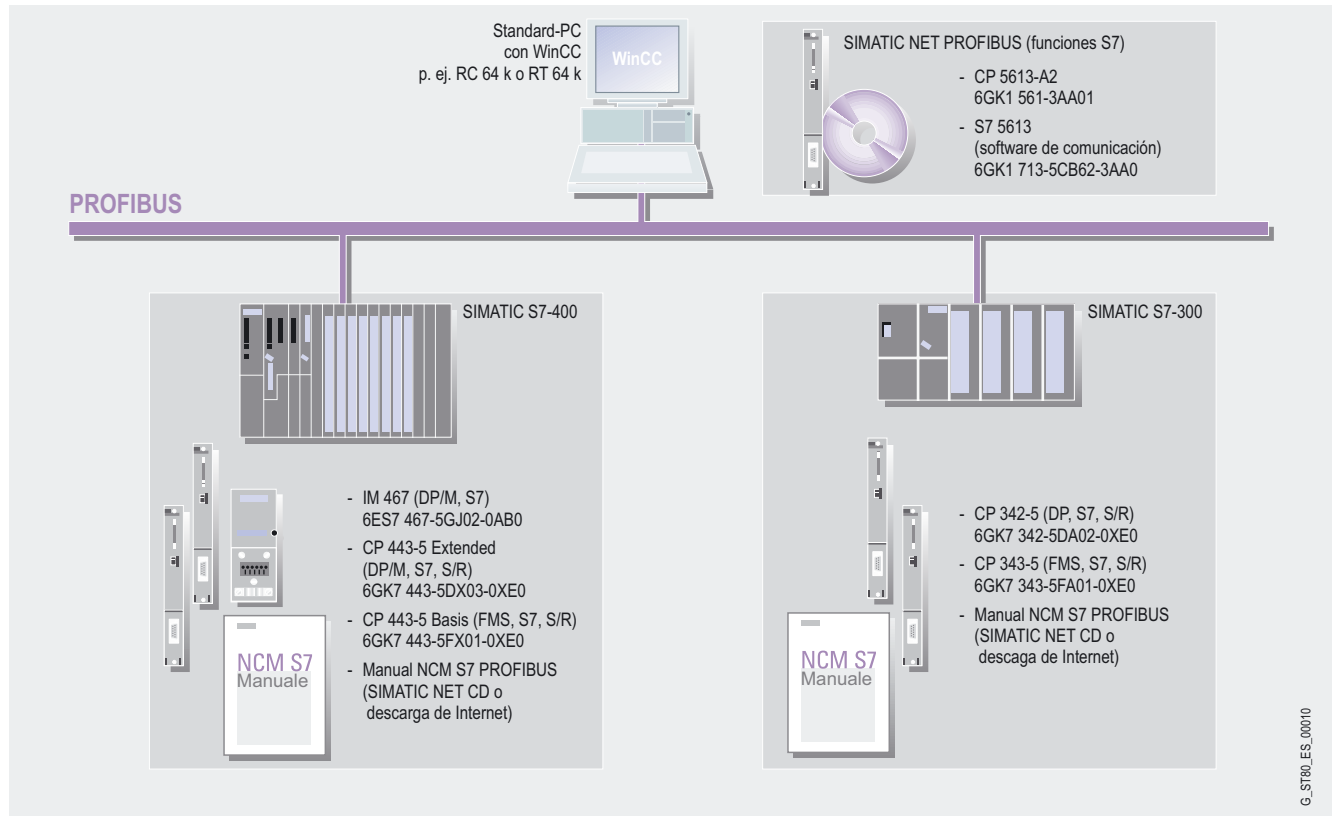 Standard-PC
con WinCC
p. ej. RC 64 k o RT 64 k
WinCC
SIMATIC NET PROFIBUS (funciones S7)
- CP 5613-A2
6GK1 561-3AA01
- S7 5613
(software de comunicación)
6GK1 713-5CB62-3AA0
PROFIBUS
SIMATIC S7-400
- IM 467 (DP/M, S7)
6ES7 467-5GJ02-0AB0
- CP 443-5 Extended
(DP/M, S7, S/R)
6GK7 443-5DX03-0XE0
- CP 443-5 Basis (FMS, S7, S/R)
6GK7 443-5FX01-0XE0
- Manual NCM S7 PROFIBUS
(SIMATIC NET CD o
descarga de Internet)
NCM S7
Manuale
SIMATIC S7-300
- CP 342-5 (DP, S7, S/R)
6GK7 342-5DA02-0XE0
- CP 343-5 (FMS, S7, S/R)
6GK7 343-5FA01-0XE0
- Manual NCM S7 PROFIBUS
(SIMATIC NET CD o
descaga de Internet)
NCM S7
Manuale
G_ST80_ES_00010